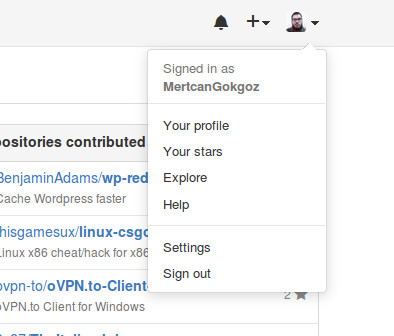 Signed in as
MertcanGokgoz
Your profile
Your stars
Explore
Help
Settings
Sign out
positories contributed
BenjaminAdams/wp-red
Cache Wordpress faster
hisgamesux/linux-csgo
Linux x86 cheat/hack for x86
ovpn-to/oVPN.to-Client-
oVPN.to Client for Windows
2